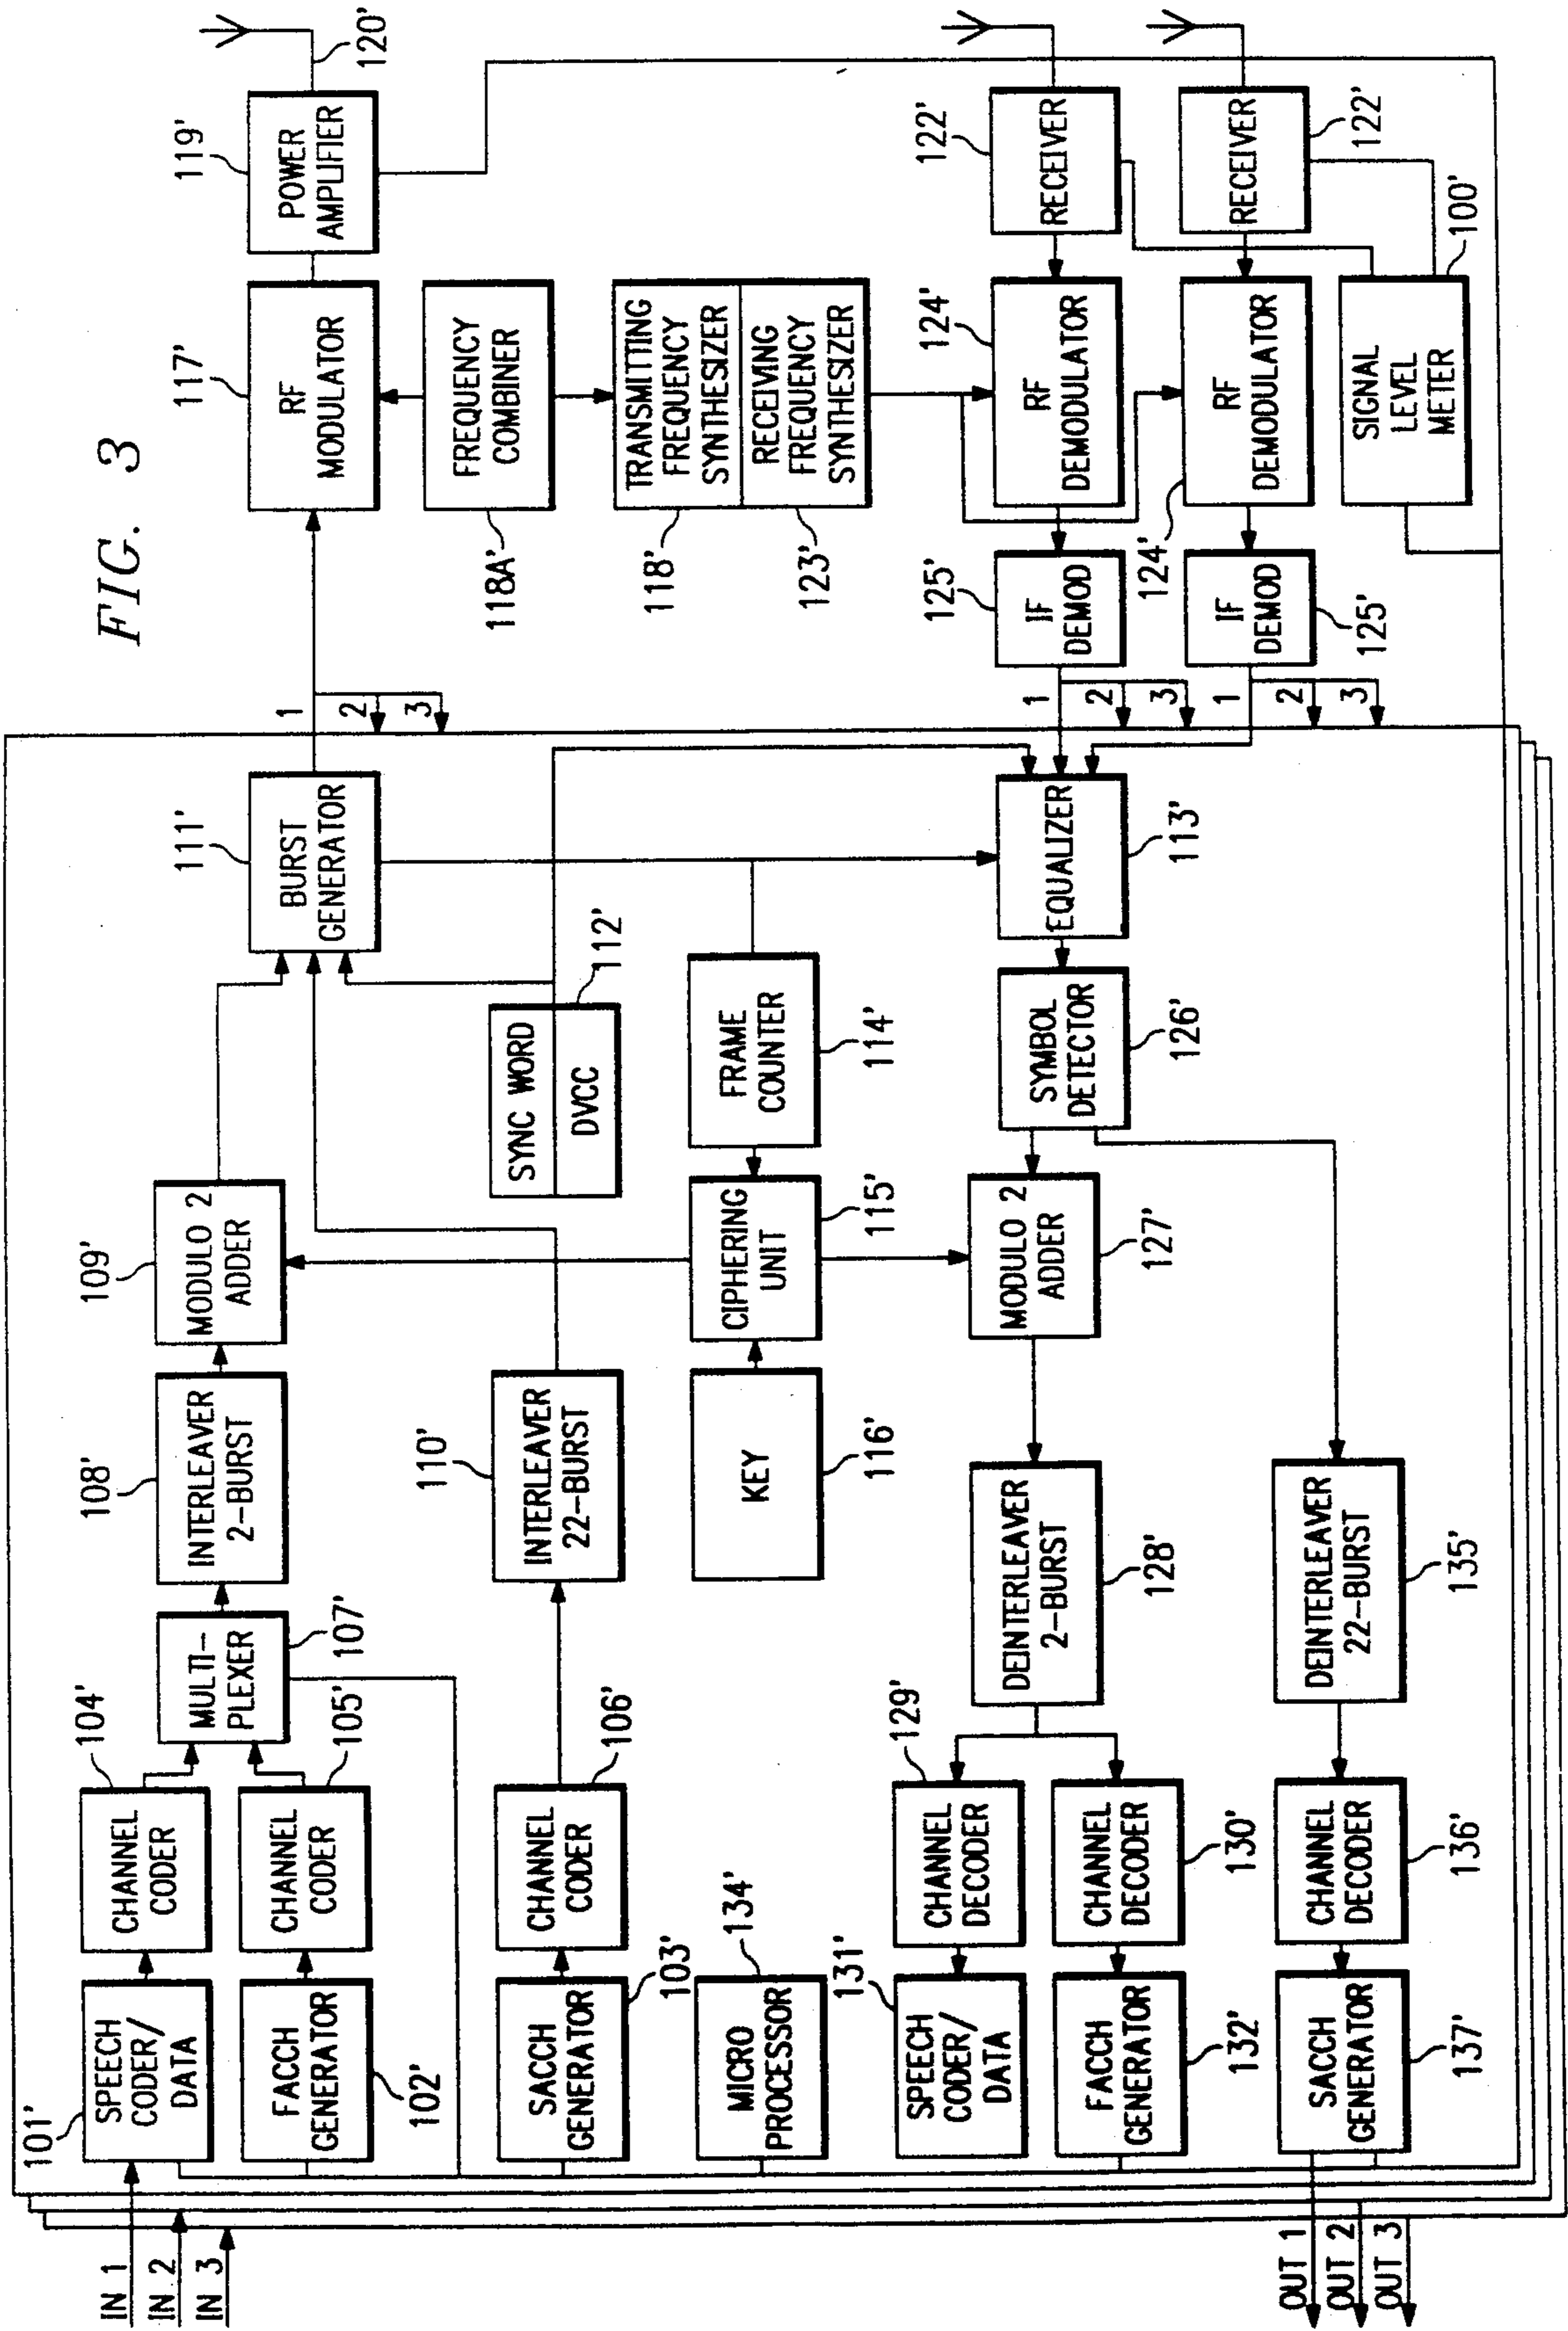 FIG. 3
IN 1
IN 2
IN 3
101'
SPEECH
CODER/
DATA
104'
CHANNEL
CODER
FACCH
GENERATOR
102'
CHANNEL
CODER
105'
MULTI-
PLEXER
107'
108'
INTERLEAVER
2-BURST
109'
MODULO 2
ADDER
111'
BURST
GENERATOR
1
2
3
117'
RF
MODULATOR
119'
POWER
AMPLIFIER
120'
SACCH
GENERATOR
103'
CHANNEL
CODER
106'
110'
INTERLEAVER
22-BURST
SYNC WORD
DVCC
112'
FREQUENCY
COMBINER
118A'
TRANSMITTING
FREQUENCY
SYNTHESIZER
118'
RECEIVING
FREQUENCY
SYNTHESIZER
123'
134'
MICRO
PROCESSOR
KEY
116'
CIPHERING
UNIT
115'
FRAME
COUNTER
114'
131'
SPEECH
CODER/
DATA
129'
CHANNEL
DECODER
FACCH
GENERATOR
132'
CHANNEL
DECODER
130'
DEINTERLEAVER
2-BURST
128'
MODULO 2
ADDER
127'
SYMBOL
DETECTOR
126'
EQUALIZER
113'
1
2
3
125'
IF
DEMOD
124'
RF
DEMODULATOR
122'
RECEIVER
1
2
3
IF
DEMOD
125'
124'
RF
DEMODULATOR
RECEIVER
122'
SIGNAL
LEVEL
METER
100'
SACCH
GENERATOR
137'
CHANNEL
DECODER
136'
DEINTERLEAVER
22-BURST
135'
OUT 1
OUT 2
OUT 3